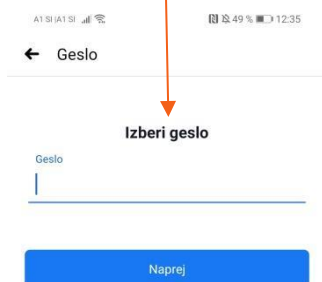 A1 SI |A1 SI 49 % 12:35
Geslo
Izberi geslo
Geslo
Naprej